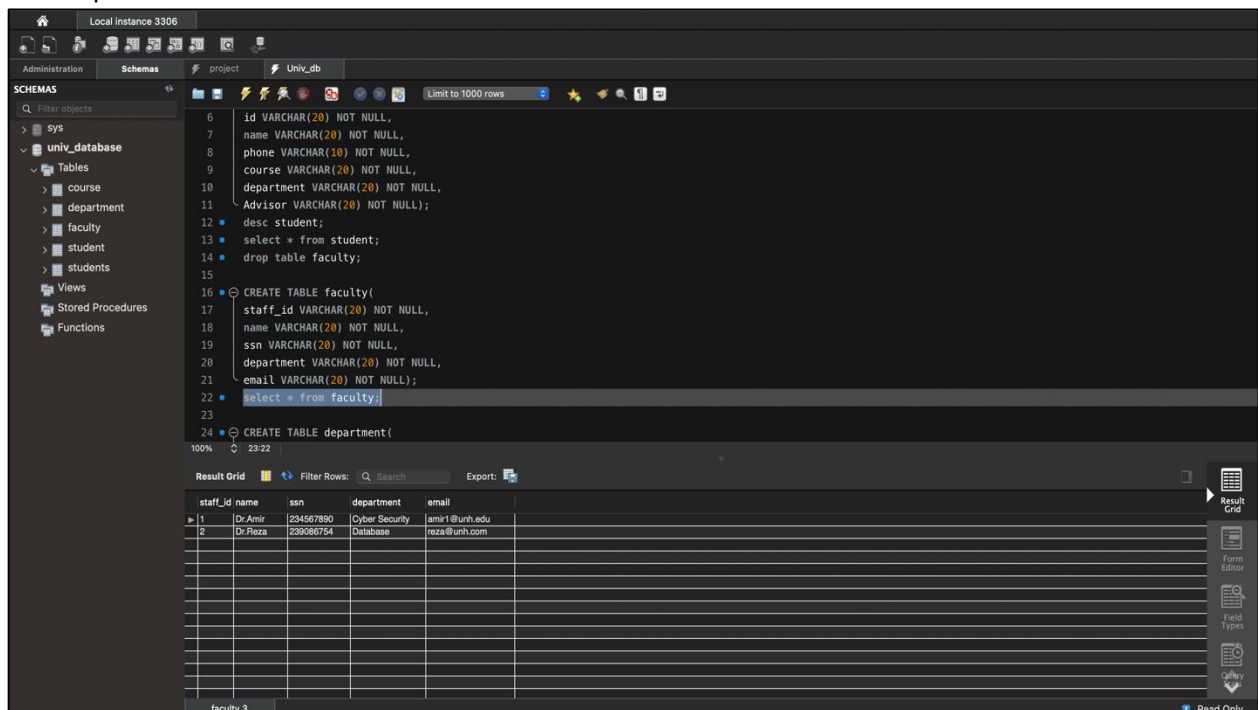 Local instance 3306
Administration Schemas project Univ_db
SCHEMAS
Limit to 1000 rows
Filter objects
sys
univ_database
Tables
course
department
faculty
student
students
Views
Stored Procedures
Functions
6 id VARCHAR(20) NOT NULL,
7 name VARCHAR(20) NOT NULL,
8 phone VARCHAR(10) NOT NULL,
9 course VARCHAR(20) NOT NULL,
10 department VARCHAR(20) NOT NULL,
11 Advisor VARCHAR(20) NOT NULL);
12 desc student;
13 select * from student;
14 drop table faculty;
15
16 CREATE TABLE faculty(
17 staff_id VARCHAR(20) NOT NULL,
18 name VARCHAR(20) NOT NULL,
19 ssn VARCHAR(20) NOT NULL,
20 department VARCHAR(20) NOT NULL,
21 email VARCHAR(20) NOT NULL);
22 select * from faculty;
23
24 CREATE TABLE department(
100% 23:22
Result Grid Filter Rows: Search Export:
staff_id name ssn department email
1 Dr.Amir 234567890 Cyber Security amir1@unh.edu
2 Dr.Reza 239086754 Database reza@unh.com
Result
Grid
Form
Editor
Field
Types
Query
faculty 3 Read Only